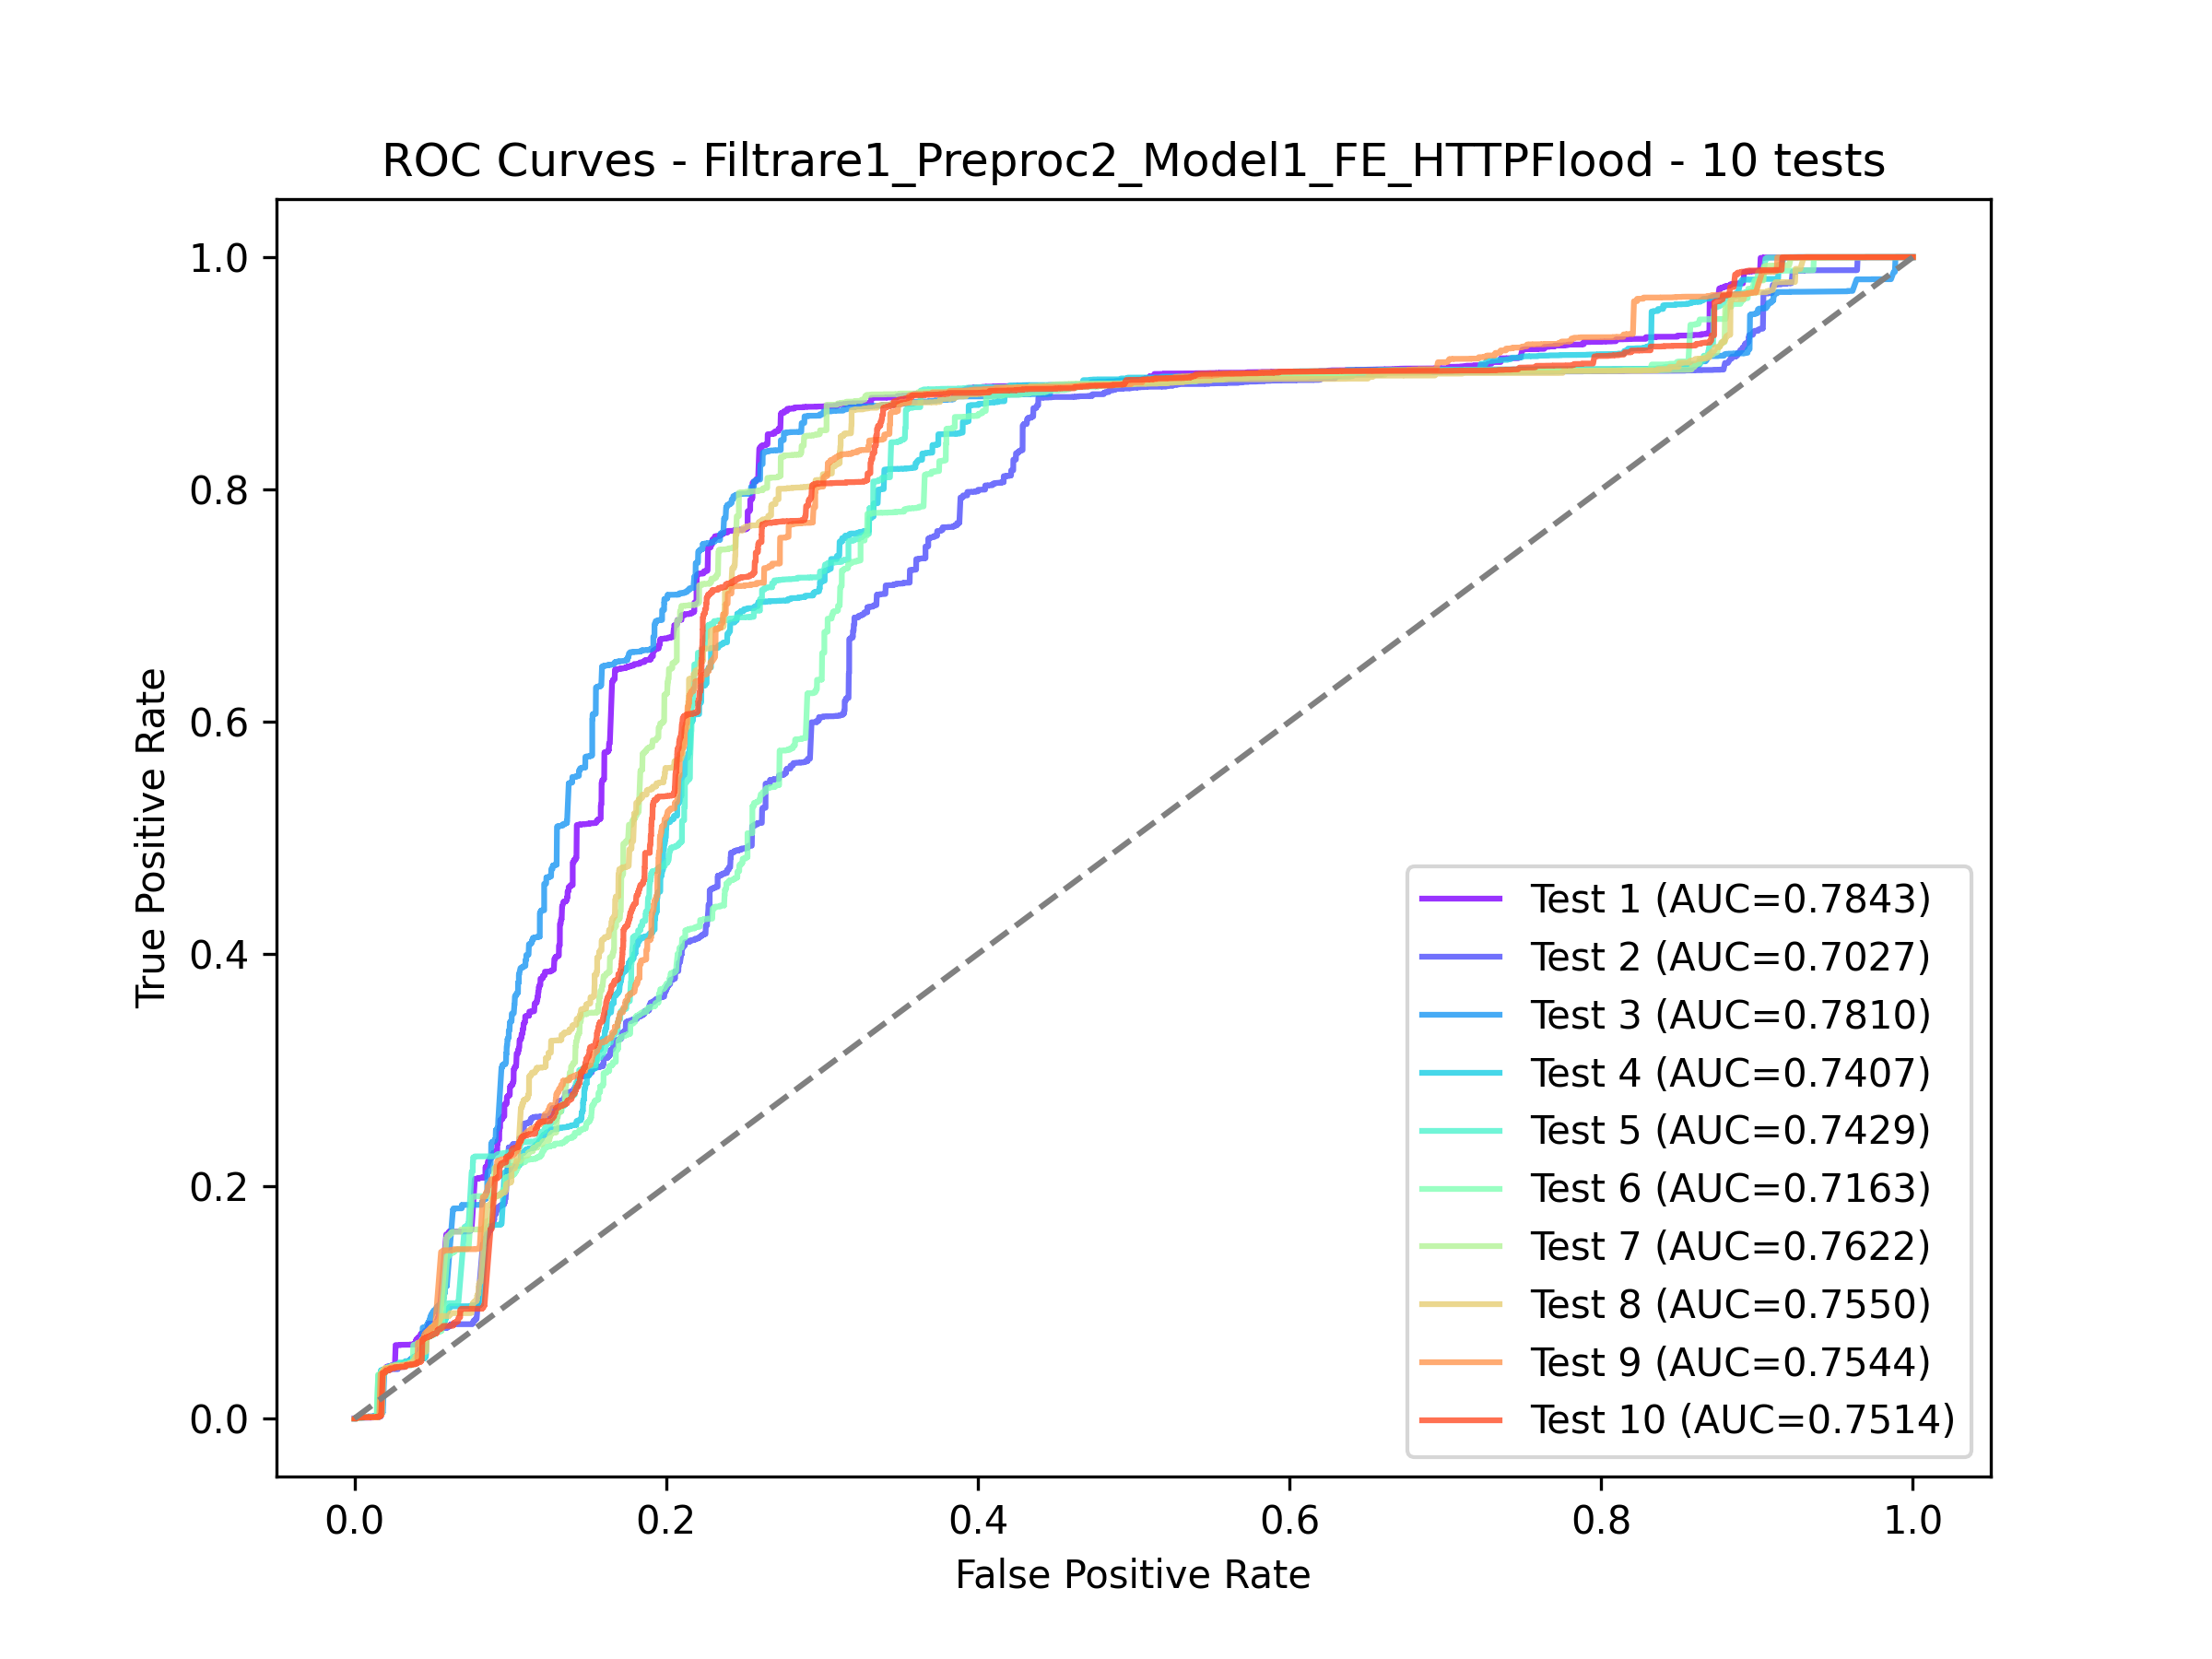 ROC Curves - Filtrare1_Preproc2_Model1_FE_HTTPFlood - 10 tests
True Positive Rate
1.0
0.8
0.6
0.4
0.2
0.0
0.0 0.2 0.4 0.6 0.8 1.0
False Positive Rate
Test 1 (AUC=0.7843)
Test 2 (AUC=0.7027)
Test 3 (AUC=0.7810)
Test 4 (AUC=0.7407)
Test 5 (AUC=0.7429)
Test 6 (AUC=0.7163)
Test 7 (AUC=0.7622)
Test 8 (AUC=0.7550)
Test 9 (AUC=0.7544)
Test 10 (AUC=0.7514)